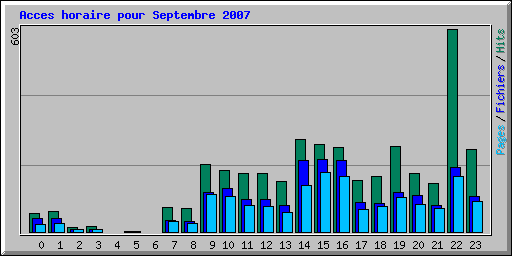 Acces horaire pour Septembre 2007
603
Pages / Fichiers / Hits
0 1 2 3 4 5 6 7 8 9 10 11 12 13 14 15 16 17 18 19 20 21 22 23